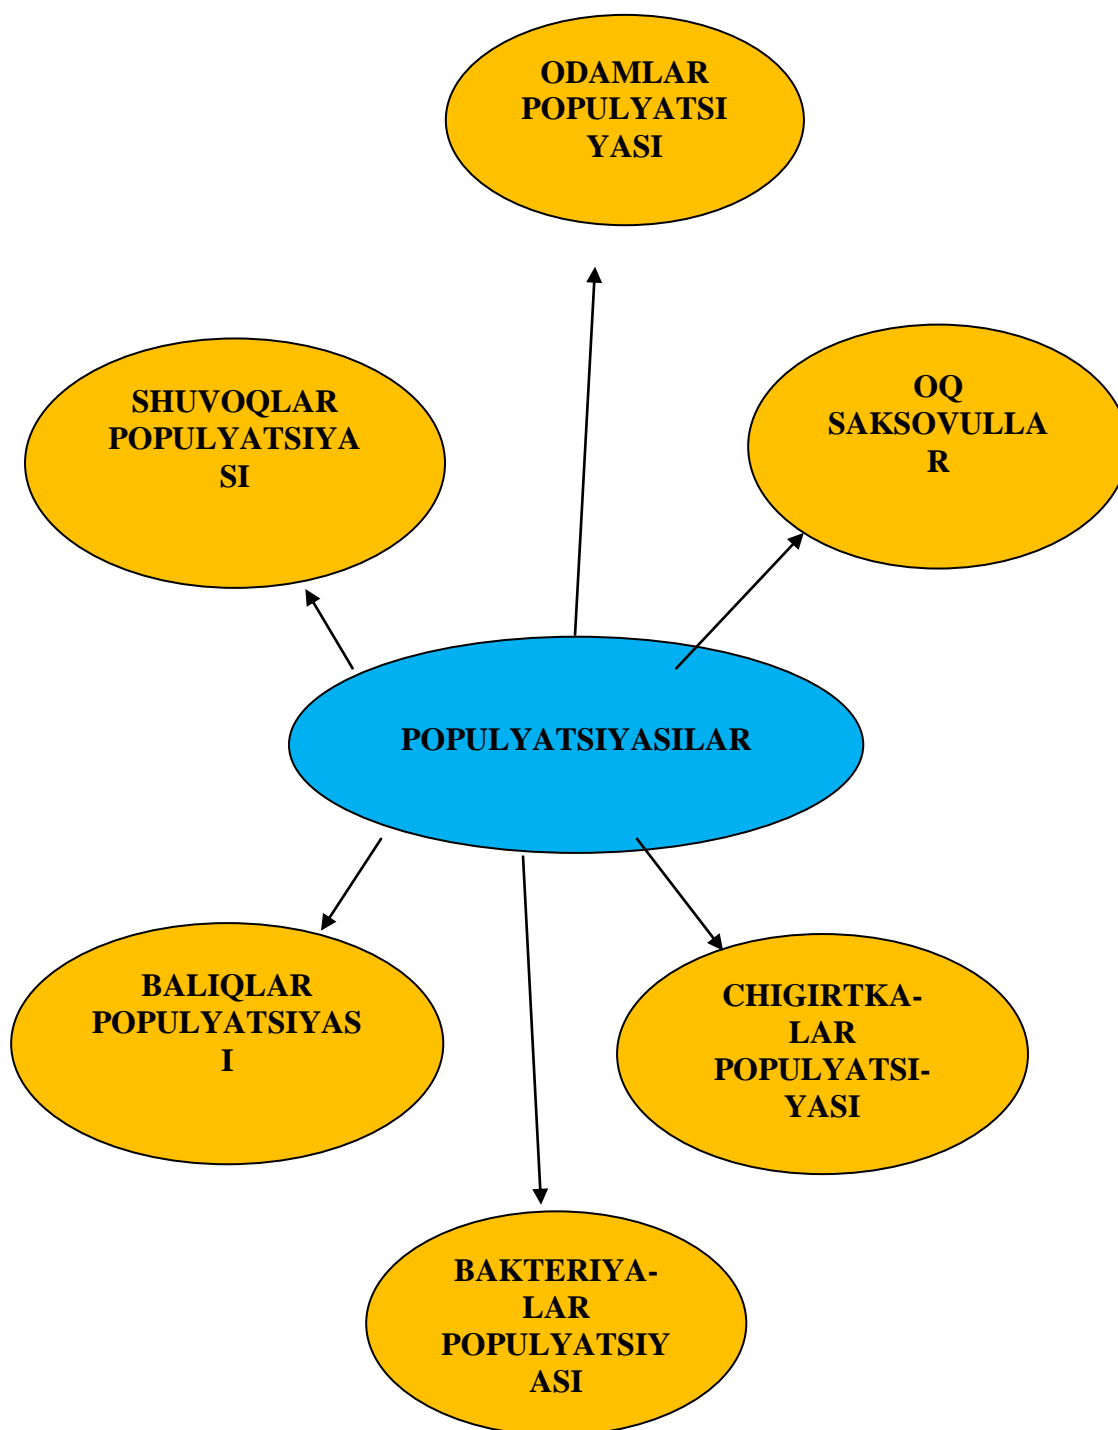 ODAMLAR
POPULYATSI
YASI
SHUVOQLAR
POPULYATSIYA
SI
OQ
SAKSOVULLA
R
POPULYATSIYASILAR
BALIQLAR
POPULYATSIYAS
I
CHIGIRTKA-
LAR
POPULYATSI-
YASI
BAKTERIYA-
LAR
POPULYATSIY
ASI